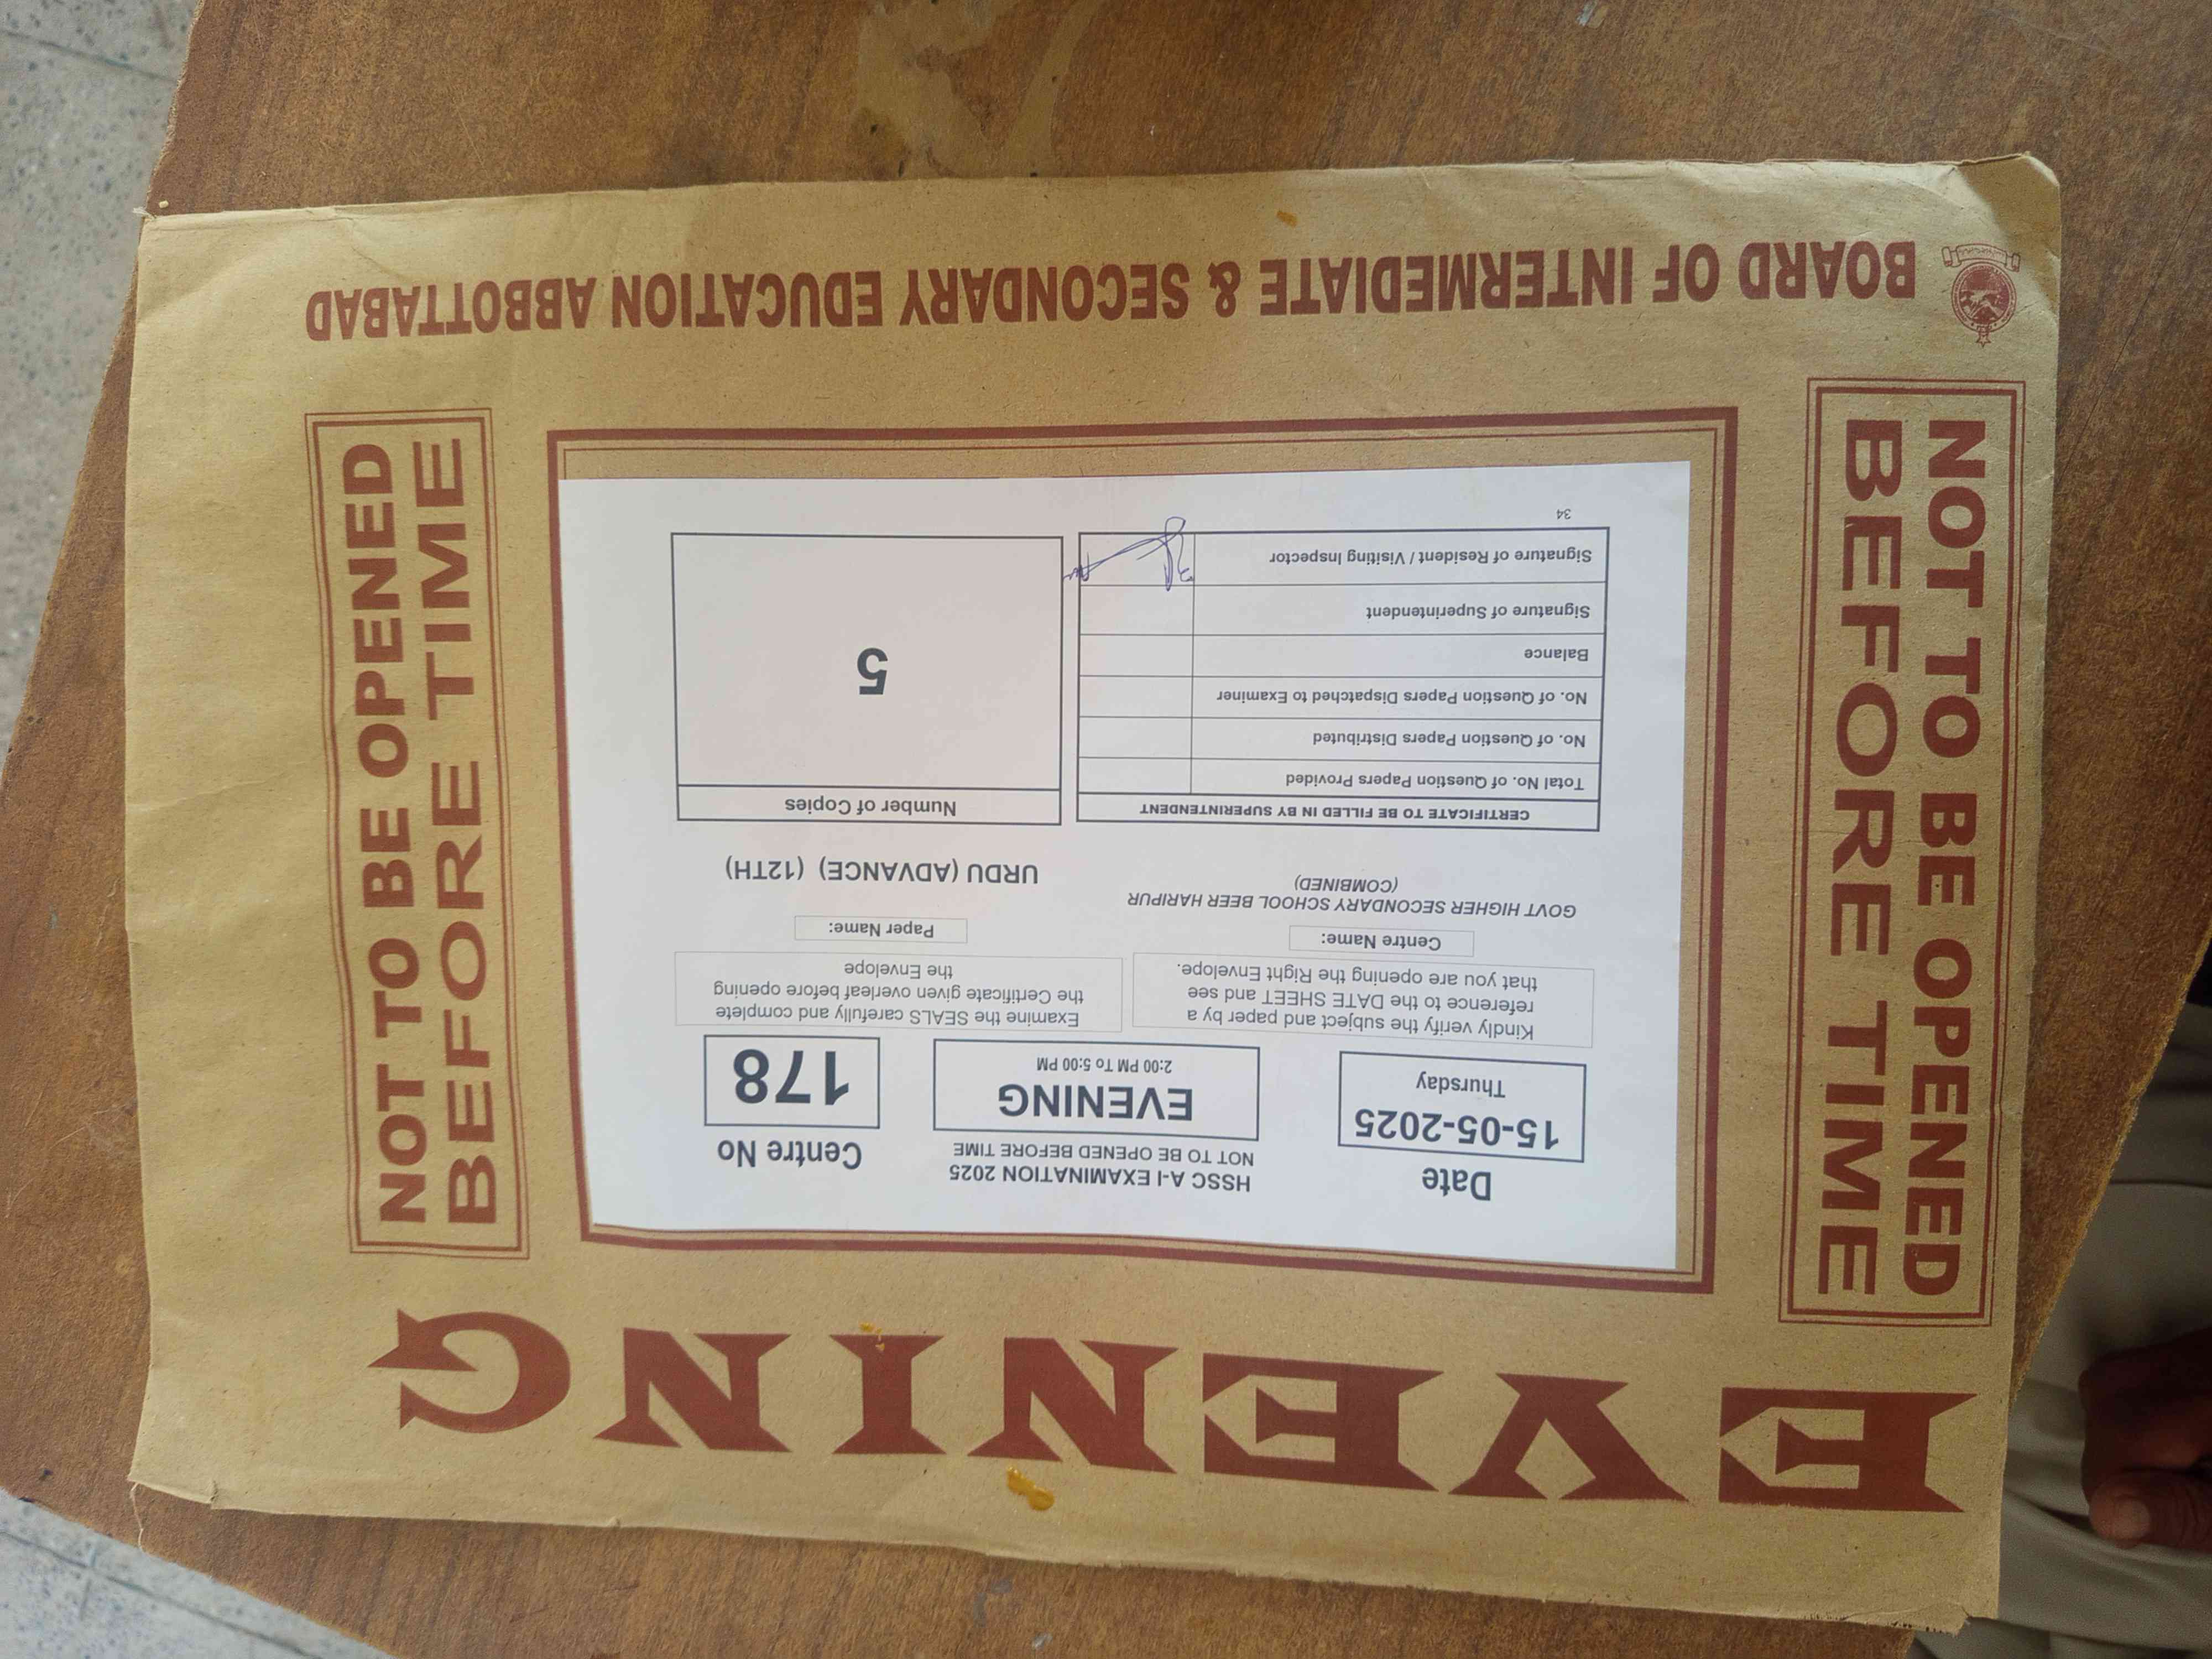 EVENING
NOT TO BE OPENED
BEFORE TIME
Date
15-05-2025
Thursday
HSSC A-I EXAMINATION 2025
NOT TO BE OPENED BEFORE TIME
EVENING
2:00 PM To 5:00 PM
Centre No
178
Kindly verify the subject and paper by a
reference to the DATE SHEET and see
that you are opening the Right Envelope.
Examine the SEALS carefully and complete
the Certificate given overleaf before opening
the Envelope
Centre Name:
GOVT HIGHER SECONDARY SCHOOL BEER HARIPUR
(COMBINED)
Paper Name:
URDU (ADVANCE) (12TH)
CERTIFICATE TO BE FILLED IN BY SUPERINTENDENT
Total No. of Question Papers Provided
No. of Question Papers Distributed
No. of Question Papers Dispatched to Examiner
Balance
Signature of Superintendent
Signature of Resident / Visiting Inspector
34
Number of Copies
5
NOT TO BE OPENED
BEFORE TIME
BOARD OF INTERMEDIATE & SECONDARY EDUCATION ABBOTTABAD